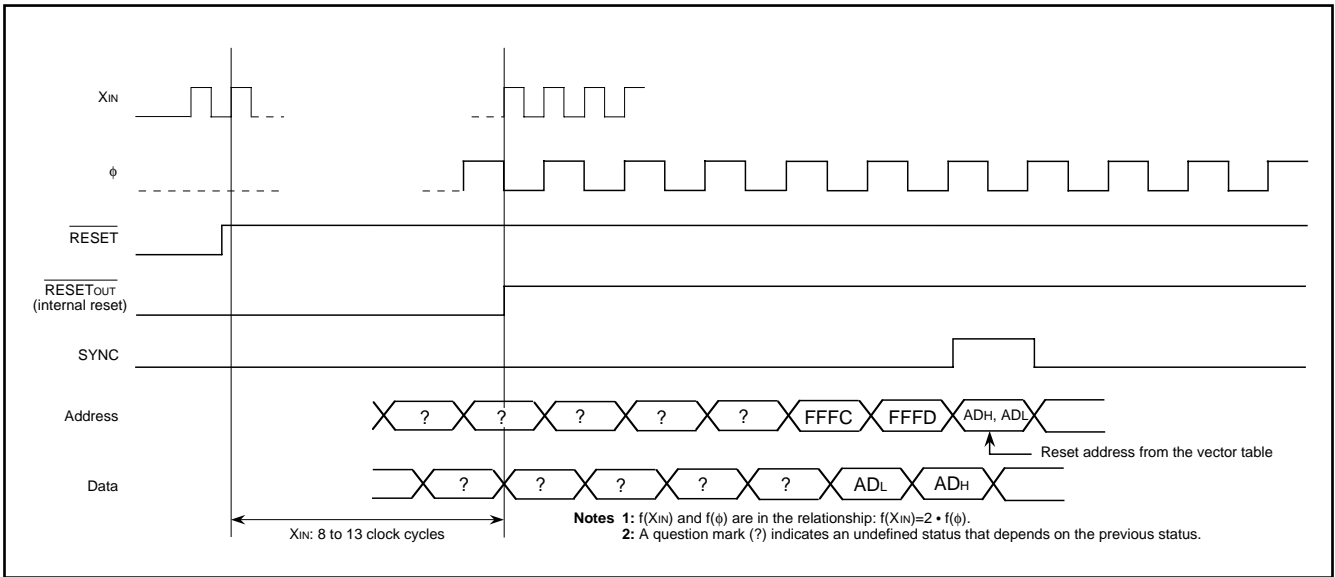 XIN
ϕ
RESET
RESETOUT
(internal reset)
SYNC
Address
? ? ? ? ? FFFC FFFD ADH, ADL
Reset address from the vector table
Data
? ? ? ? ? ADL ADH
XIN: 8 to 13 clock cycles
Notes 1: f(XIN) and f(ϕ) are in the relationship: f(XIN)=2 • f(ϕ).
2: A question mark (?) indicates an undefined status that depends on the previous status.